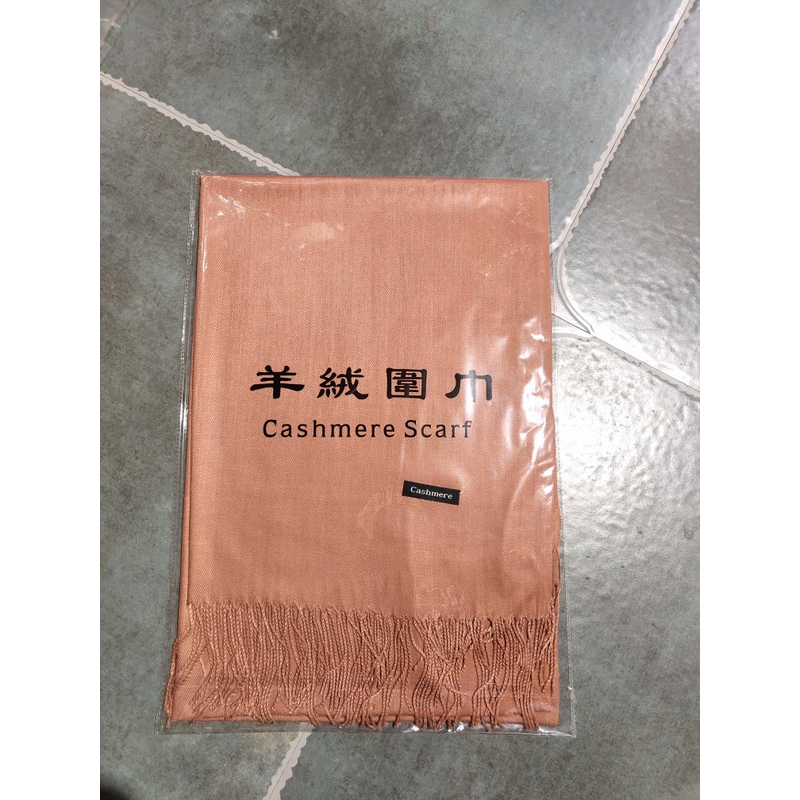 羊絨圍巾
Cashmere Scarf
Cashmere